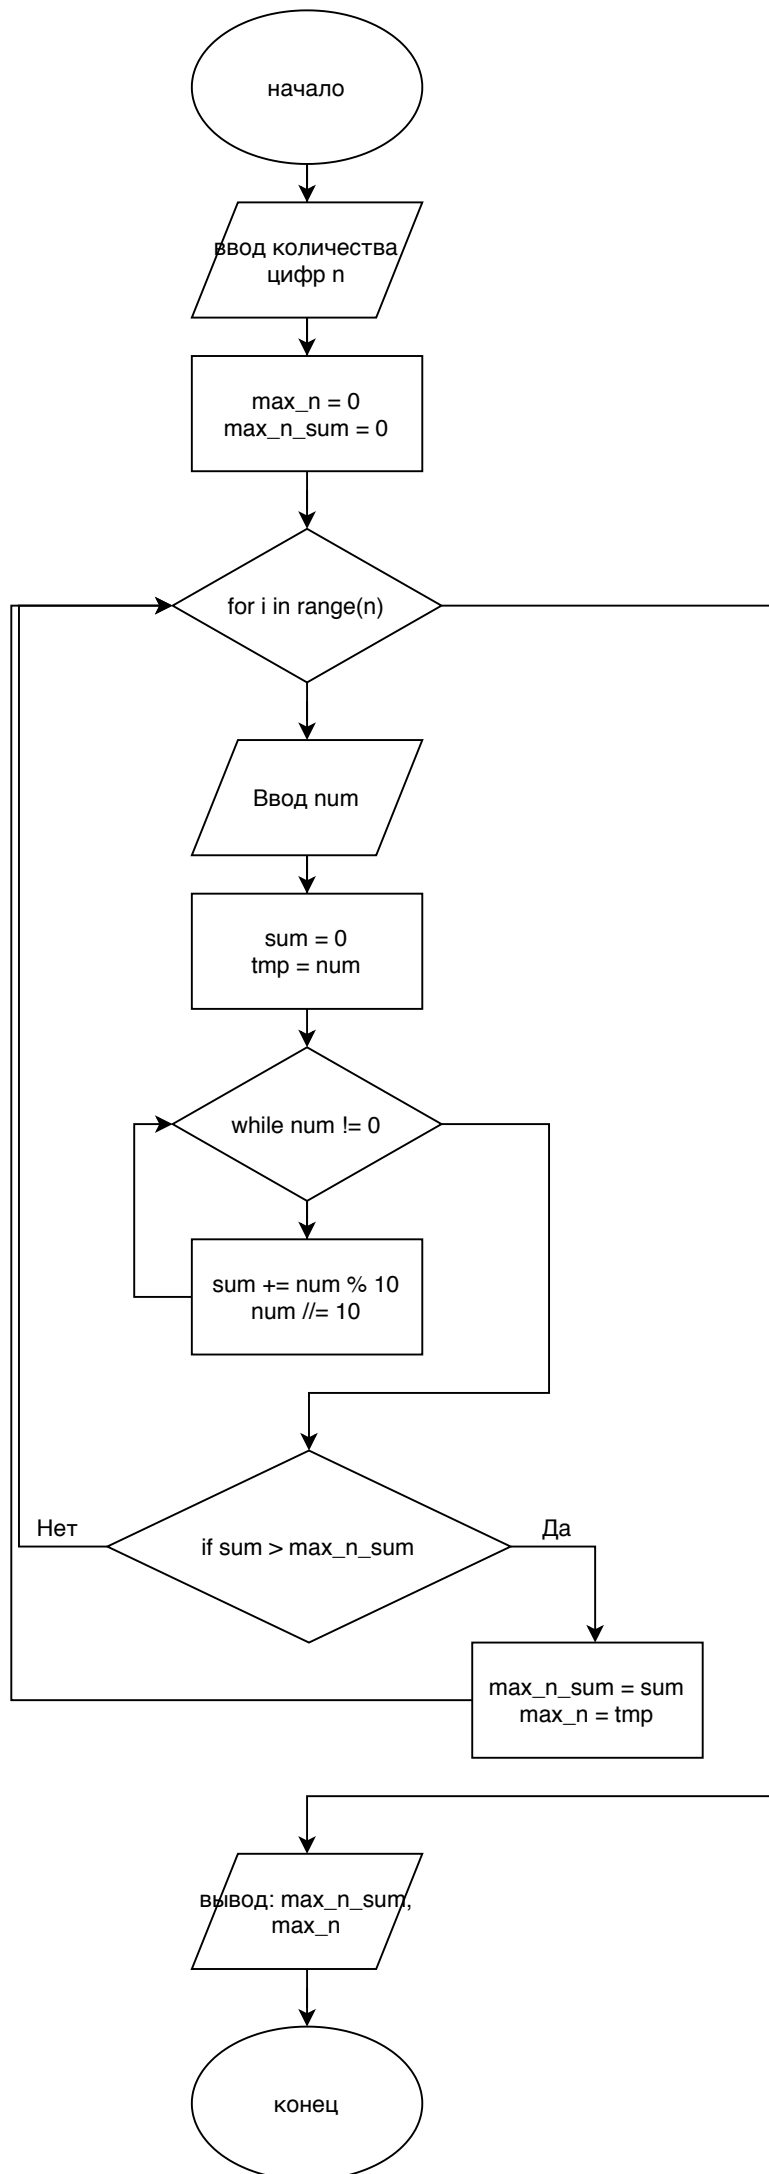 начало
ввод количества
цифр n
max_n = 0
max_n_sum = 0
for i in range(n)
Ввод num
sum = 0
tmp = num
while num != 0
sum += num % 10
num //= 10
Нет
if sum > max_n_sum
Да
max_n_sum = sum
max_n = tmp
вывод: max_n_sum,
max_n
конец